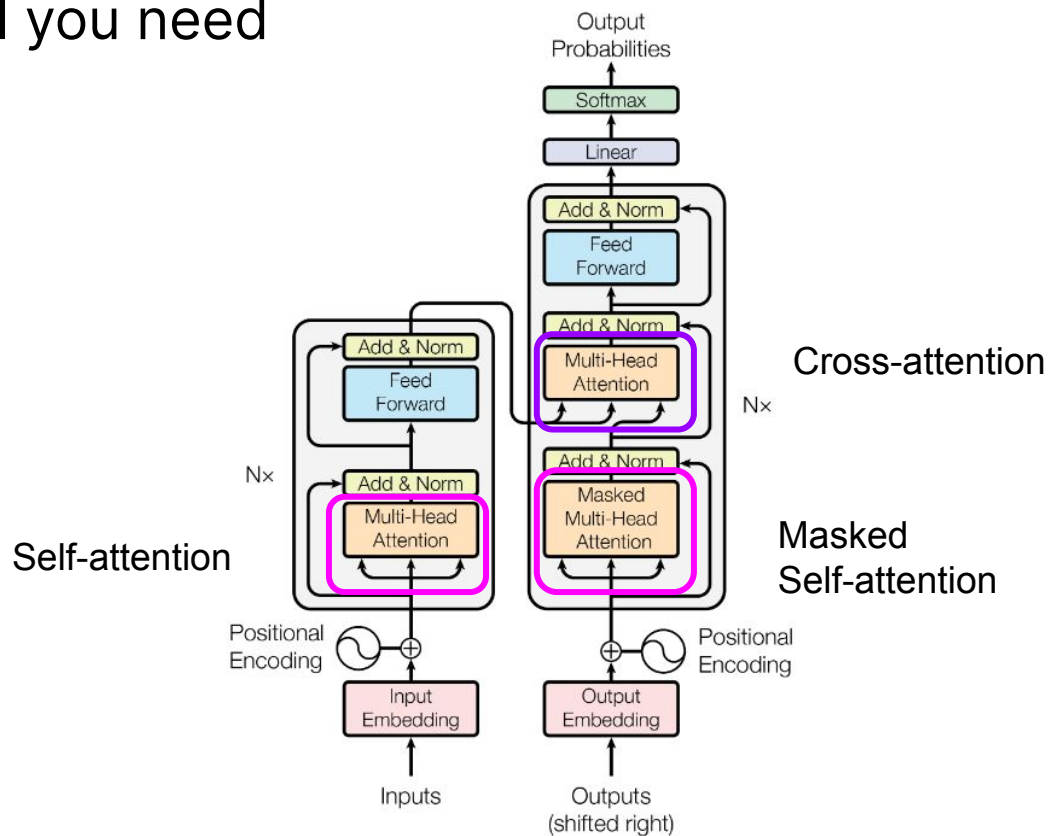 you need
Output
Probabilities
Softmax
Linear
Add & Norm
Feed
Forward
Add & Norm
Multi-Head
Attention
Cross-attention
Nx
Add & Norm
Masked
Multi-Head
Attention
Masked
Self-attention
Add & Norm
Feed
Forward
Nx
Add & Norm
Multi-Head
Attention
Self-attention
Positional
Encoding
Positional
Encoding
Input
Embedding
Output
Embedding
Inputs
Outputs
(shifted right)